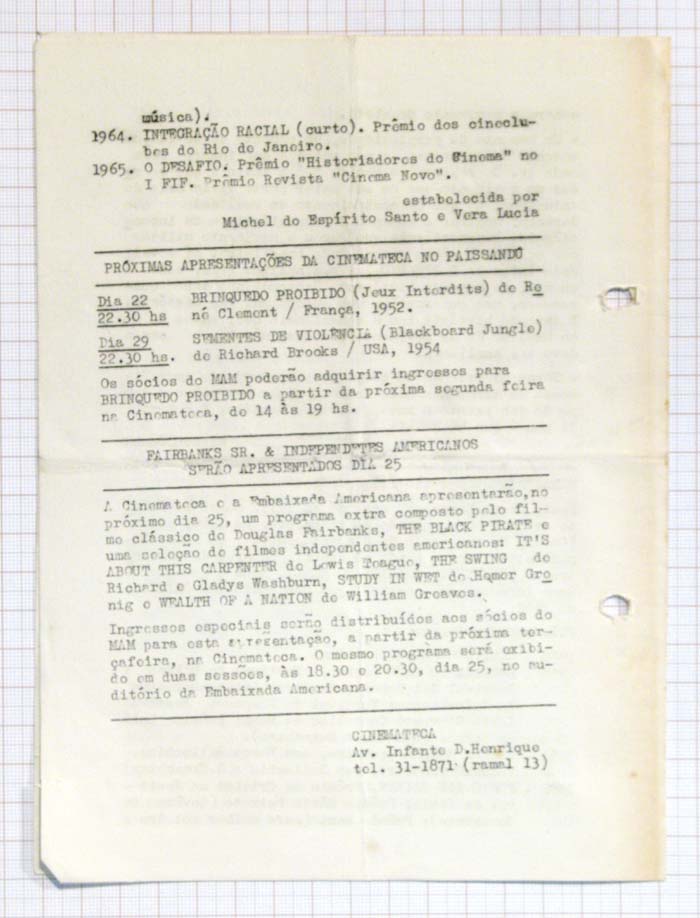 música).
1964. INTEGRAÇÃO RACIAL (curto). Prêmio dos cineclu-
bes do Rio de Janeiro.
1965. O DESAFIO. Prêmio "Historiadores do Cinema" no
I FIF. Prêmio Revista "Cinema Novo".
estabelecida por
Michel do Espírito Santo e Vera Lucia
PRÓXIMAS APRESENTAÇÕES DA CINEMATECA NO PAISSANDÚ
Dia 22 BRINQUEDO PROIBIDO (Jeux Interdits) de Re
22.30 hs né Clement / França, 1952.
Dia 29 SEMENTES DE VIOLÊNCIA (Blackboard Jungle)
22.30 hs. de Richard Brooks / USA, 1954
Os sócios do MAM poderão adquirir ingressos para
BRINQUEDO PROIBIDO a partir da próxima segunda feira
na Cinemateca, de 14 às 19 hs.
FAIRBANKS SR. & INDEPENDETES AMERICANOS
SERÃO APRESENTADOS DIA 25
A Cinemateca e a Embaixada Americana apresentarão,no
próximo dia 25, um programa extra composto pelo fil-
me clássico de Douglas Fairbanks, THE BLACK PIRATE e
uma seleção de filmes independentes americanos: IT'S
ABOUT THIS CARPENTER de Lewis Teague, THE SWING de
Richard e Gladys Washburn, STUDY IN WET de Homer Gro
nig e WEALTH OF A NATION de William Greaves.
Ingressos especiais serão distribuídos aos sócios do
MAM para esta apresentação, a partir da próxima ter-
çafeira, na Cinemateca. O mesmo programa será exibi-
do em duas sessões, às 18.30 e 20.30, dia 25, no au-
ditório da Embaixada Americana.
CINEMATECA
Av. Infante D.Henrique
tel. 31-1871 (ramal 13)